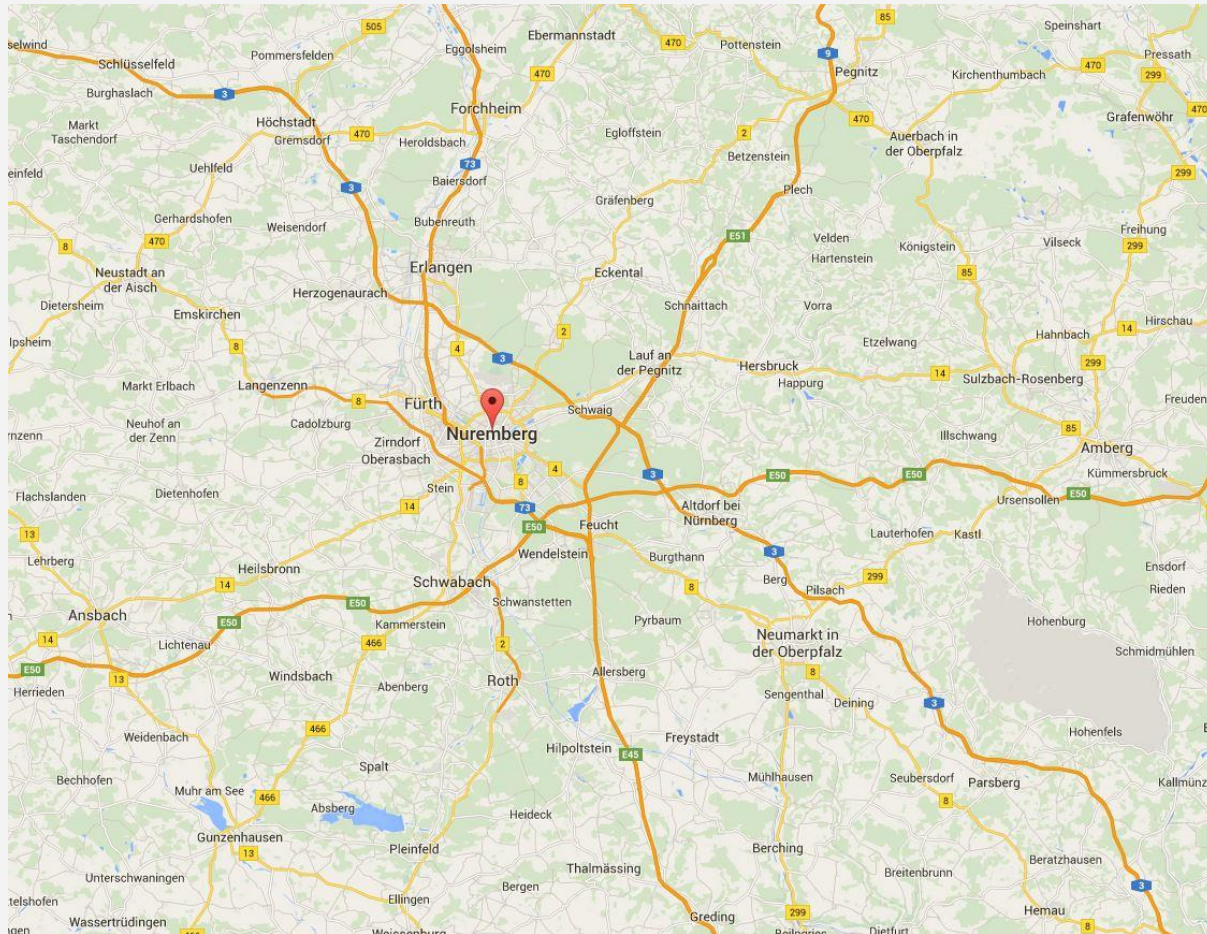 505
Ebermannstadt
85
Speinshart
selwind
Schlüsselfeld
Pommersfelden
Eggolsheim
470
Pottenstein
9
Pressath
Pegnitz
Kirchenthumbach
299
470
Burghaslach
3
Forchheim
Höchstadt
Gremsdorf
470
Heroldsbach
Egloffstein
2
470
Grafenwöhr
Markt
Taschendorf
Auerbach in
der Oberpfalz
Betzenstein
Uehlfeld
73
einfeld
3
Baiersdorf
Plech
299
Gräfenberg
Gerhardshofen
Weisendorf
Bubenreuth
470
8
E51
Velden
Hartenstein
Königstein
Vilseck
Freihung
299
Neustadt an
der Aisch
Erlangen
Eckental
85
Herzogenaurach
Dietersheim
Emskirchen
Schnaittach
Vorra
Hirschau
14
Hahnbach
lpsheim
8
4
2
3
Etzelwang
Lauf an
der Pegnitz
Hersbruck
14
299
Happurg
Sulzbach-Rosenberg
Markt Erlbach
Langenzenn
8
Fürth
Schwaig
Freuden
rnzenn
Neuhof an
der Zenn
Cadolzburg
Nuremberg
85
Illschwang
Zirndorf
Oberasbach
Amberg
4
3
E50
E50
Kümmersbruck
8
Stein
Flachslanden
Dietenhofen
14
73
Altdorf bei
Nürnberg
Ursensollen
E50
E50
Feucht
13
Lauterhofen
Kastl
Lehrberg
Wendelstein
Burgthann
3
Heilsbronn
14
Schwabach
8
Berg
Pilsach
299
Ensdorf
Rieden
E50
Schwanstetten
Ansbach
E50
Kammerstein
Pyrbaum
Hohenburg
14
Lichtenau
466
2
Neumarkt in
der Oberpfalz
Schmidmühlen
E50
13
Windsbach
Abenberg
Roth
Allersberg
8
Herrieden
Sengenthal
Deining
3
466
Weidenbach
Hilpoltstein
Freystadt
Hohenfels
E45
Bechhofen
Spalt
Mühlhausen
Seubersdorf
Parsberg
Kallmünz
Muhr am See
466
Absberg
8
Heideck
Gunzenhausen
13
Pleinfeld
Berching
Thalmässing
Beratzhausen
Unterschwaningen
Bergen
Breitenbrunn
3
telshofen
Ellingen
Wassertrüdingen
Greding
299
Hemau
8
Dietfurt